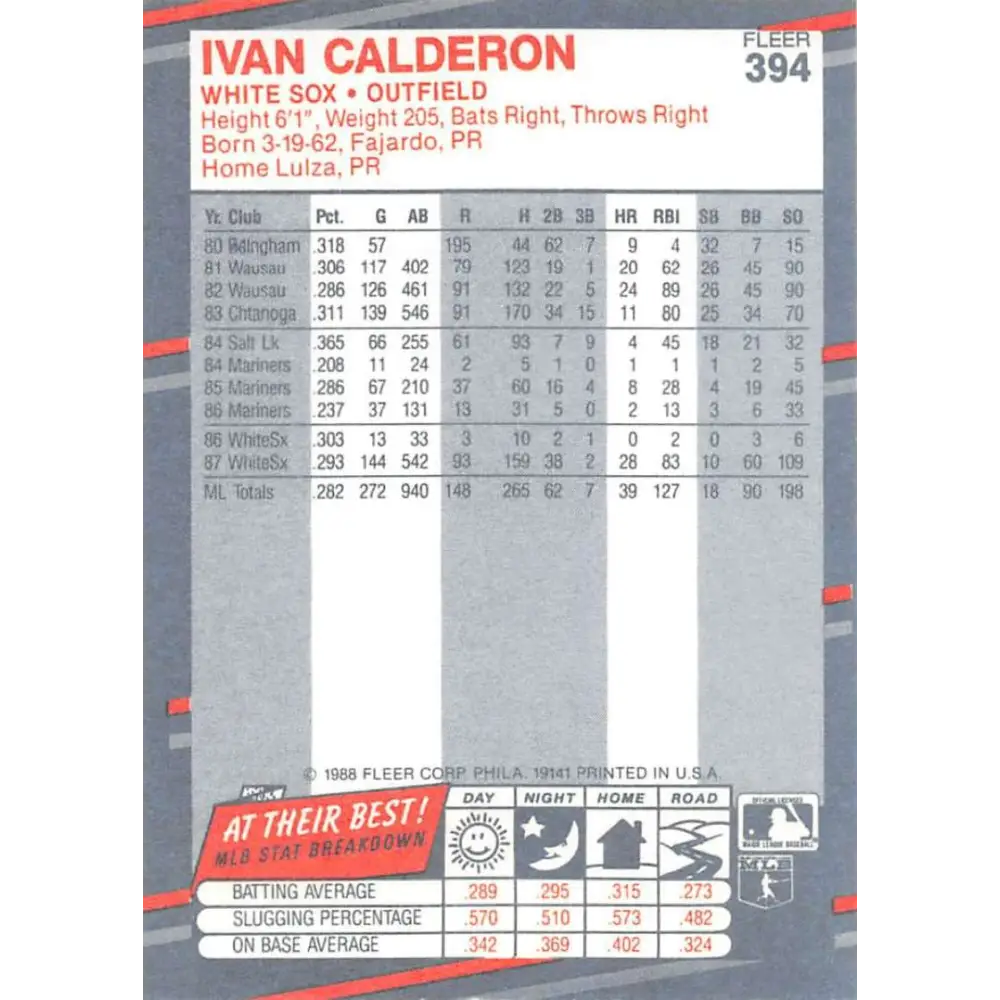 IVAN CALDERON
FLEER
394
WHITE SOX • OUTFIELD
Height 6'1", Weight 205, Bats Right, Throws Right
Born 3-19-62, Fajardo, PR
Home Luiza, PR
Yr. Club Pct. G AB R H 2B 3B HR RBI SB BB SO
80 .318 57 195 44 62 7 9 4 32 7 15
81 Wausau .306 117 402 79 123 19 1 20 62 26 45 90
82 Wausau .286 126 461 91 132 22 5 24 89 26 45 90
83 Chtanoga .311 139 546 91 170 34 15 11 80 25 34 70
84 Salt Lk .365 66 255 61 93 7 9 4 45 18 21 32
84 Mariners .208 11 24 2 5 1 0 1 1 1 2 5
85 Mariners .286 67 210 37 60 16 4 8 28 4 19 45
86 Mariners .237 37 131 13 31 5 0 2 13 3 6 33
86 WhiteSx .303 13 33 3 10 2 1 0 2 0 3 6
87 WhiteSx .293 144 542 93 159 38 2 28 83 10 60 109
ML Totals .282 272 940 148 265 62 7 39 127 18 90 198
© 1988 FLEER CORP. PHILA. 19141 PRINTED IN U.S.A.
AT THEIR BEST!
MLB STAT BREAKDOWN
DAY NIGHT HOME ROAD
OFFICIAL LICENSEE
MAJOR LEAGUE BASEBALL
MLB
BATTING AVERAGE .289 .295 .315 .273
SLUGGING PERCENTAGE .570 .510 .573 .482
ON BASE AVERAGE .342 .369 .402 .324